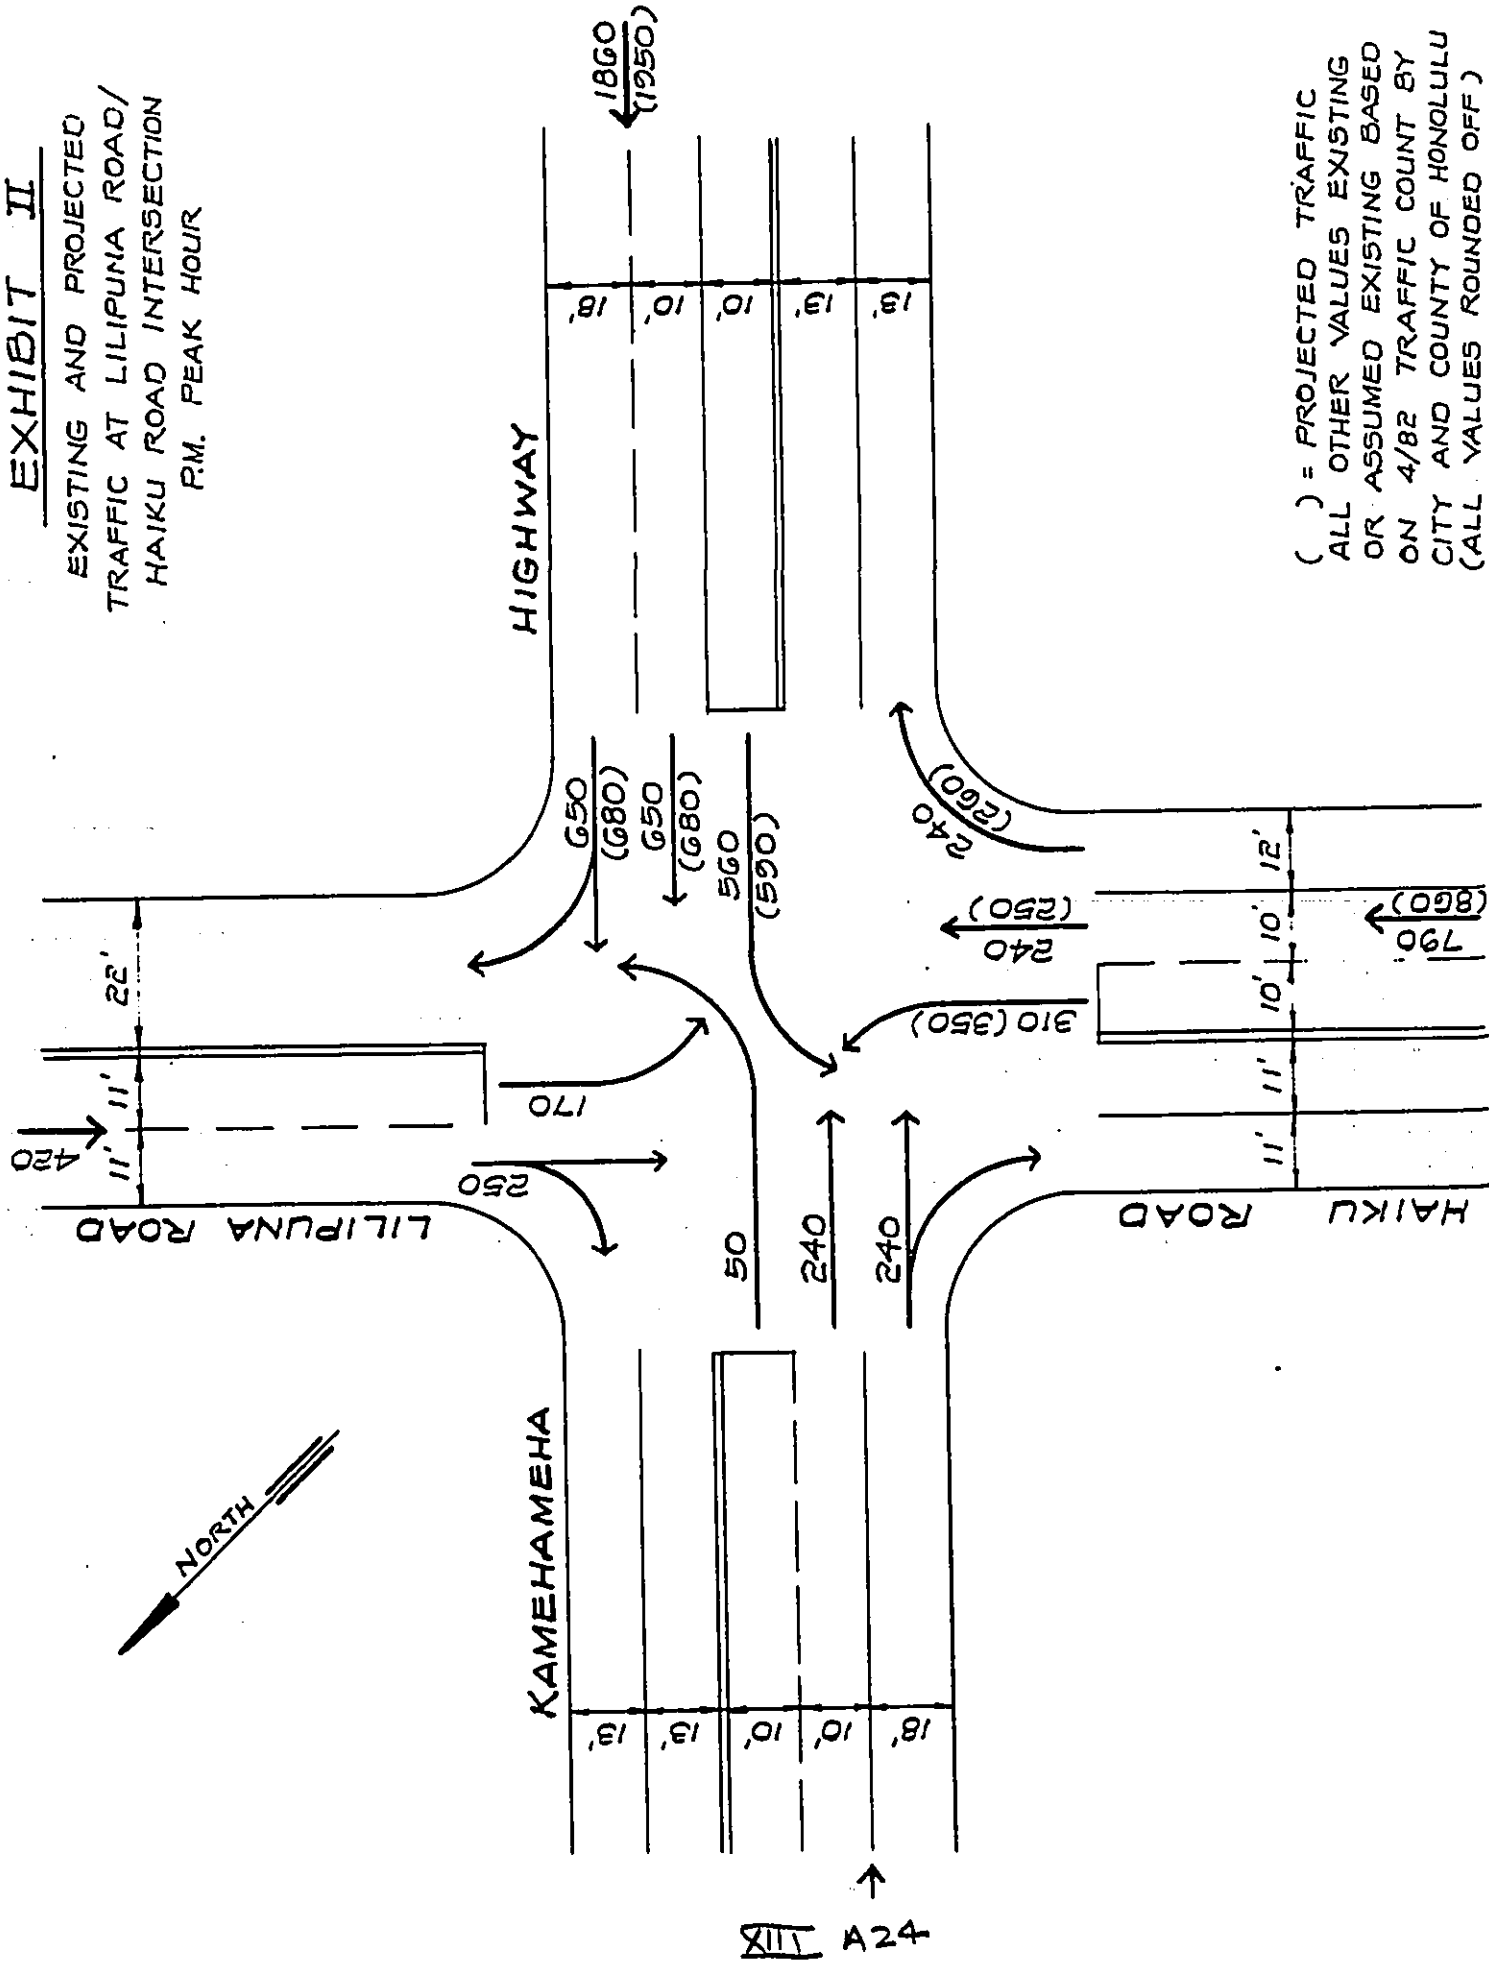 EXHIBIT II
EXISTING AND PROJECTED
TRAFFIC AT LILIPUNA ROAD/
HAIKU ROAD INTERSECTION
P.M. PEAK HOUR
1860
(1950)
HIGHWAY
18'
10'
10'
13'
13'
650
(680)
650
(680)
560
(590)
240
(260)
240
(250)
310 (350)
790
(860)
12'
10'
10'
11'
11'
HAIKU ROAD
22'
11'
11'
420
170
250
LILIPUNA ROAD
50
240
240
KAMEHAMEHA
13'
13'
10'
10'
18'
NORTH
( ) = PROJECTED TRAFFIC
ALL OTHER VALUES EXISTING
OR ASSUMED EXISTING BASED
ON 4/82 TRAFFIC COUNT BY
CITY AND COUNTY OF HONOLULU
(ALL VALUES ROUNDED OFF)
XIII A24